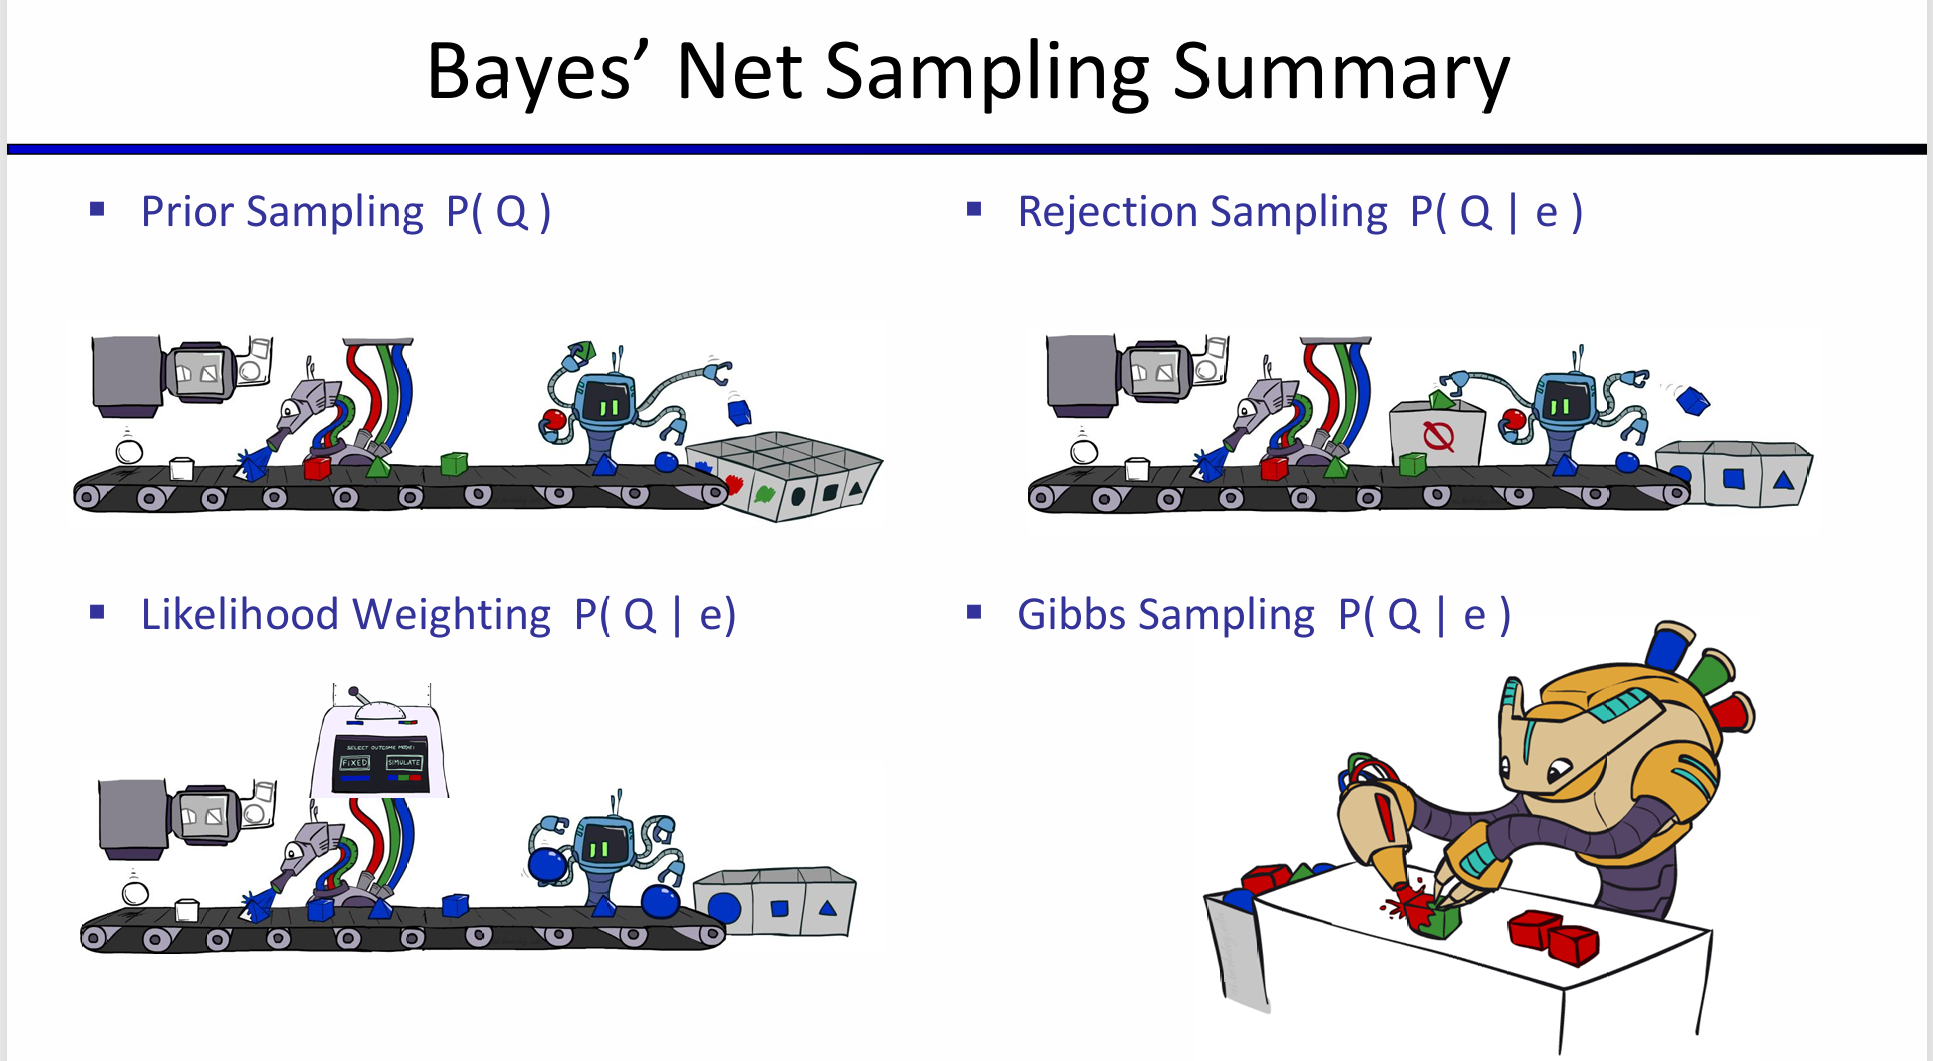 Bayes’ Net Sampling Summary
▪ Prior Sampling P( Q )
▪ Rejection Sampling P( Q | e )
▪ Likelihood Weighting P( Q | e)
▪ Gibbs Sampling P( Q | e )
SELECT OUTCOME MODE:
FIXED SIMULATE